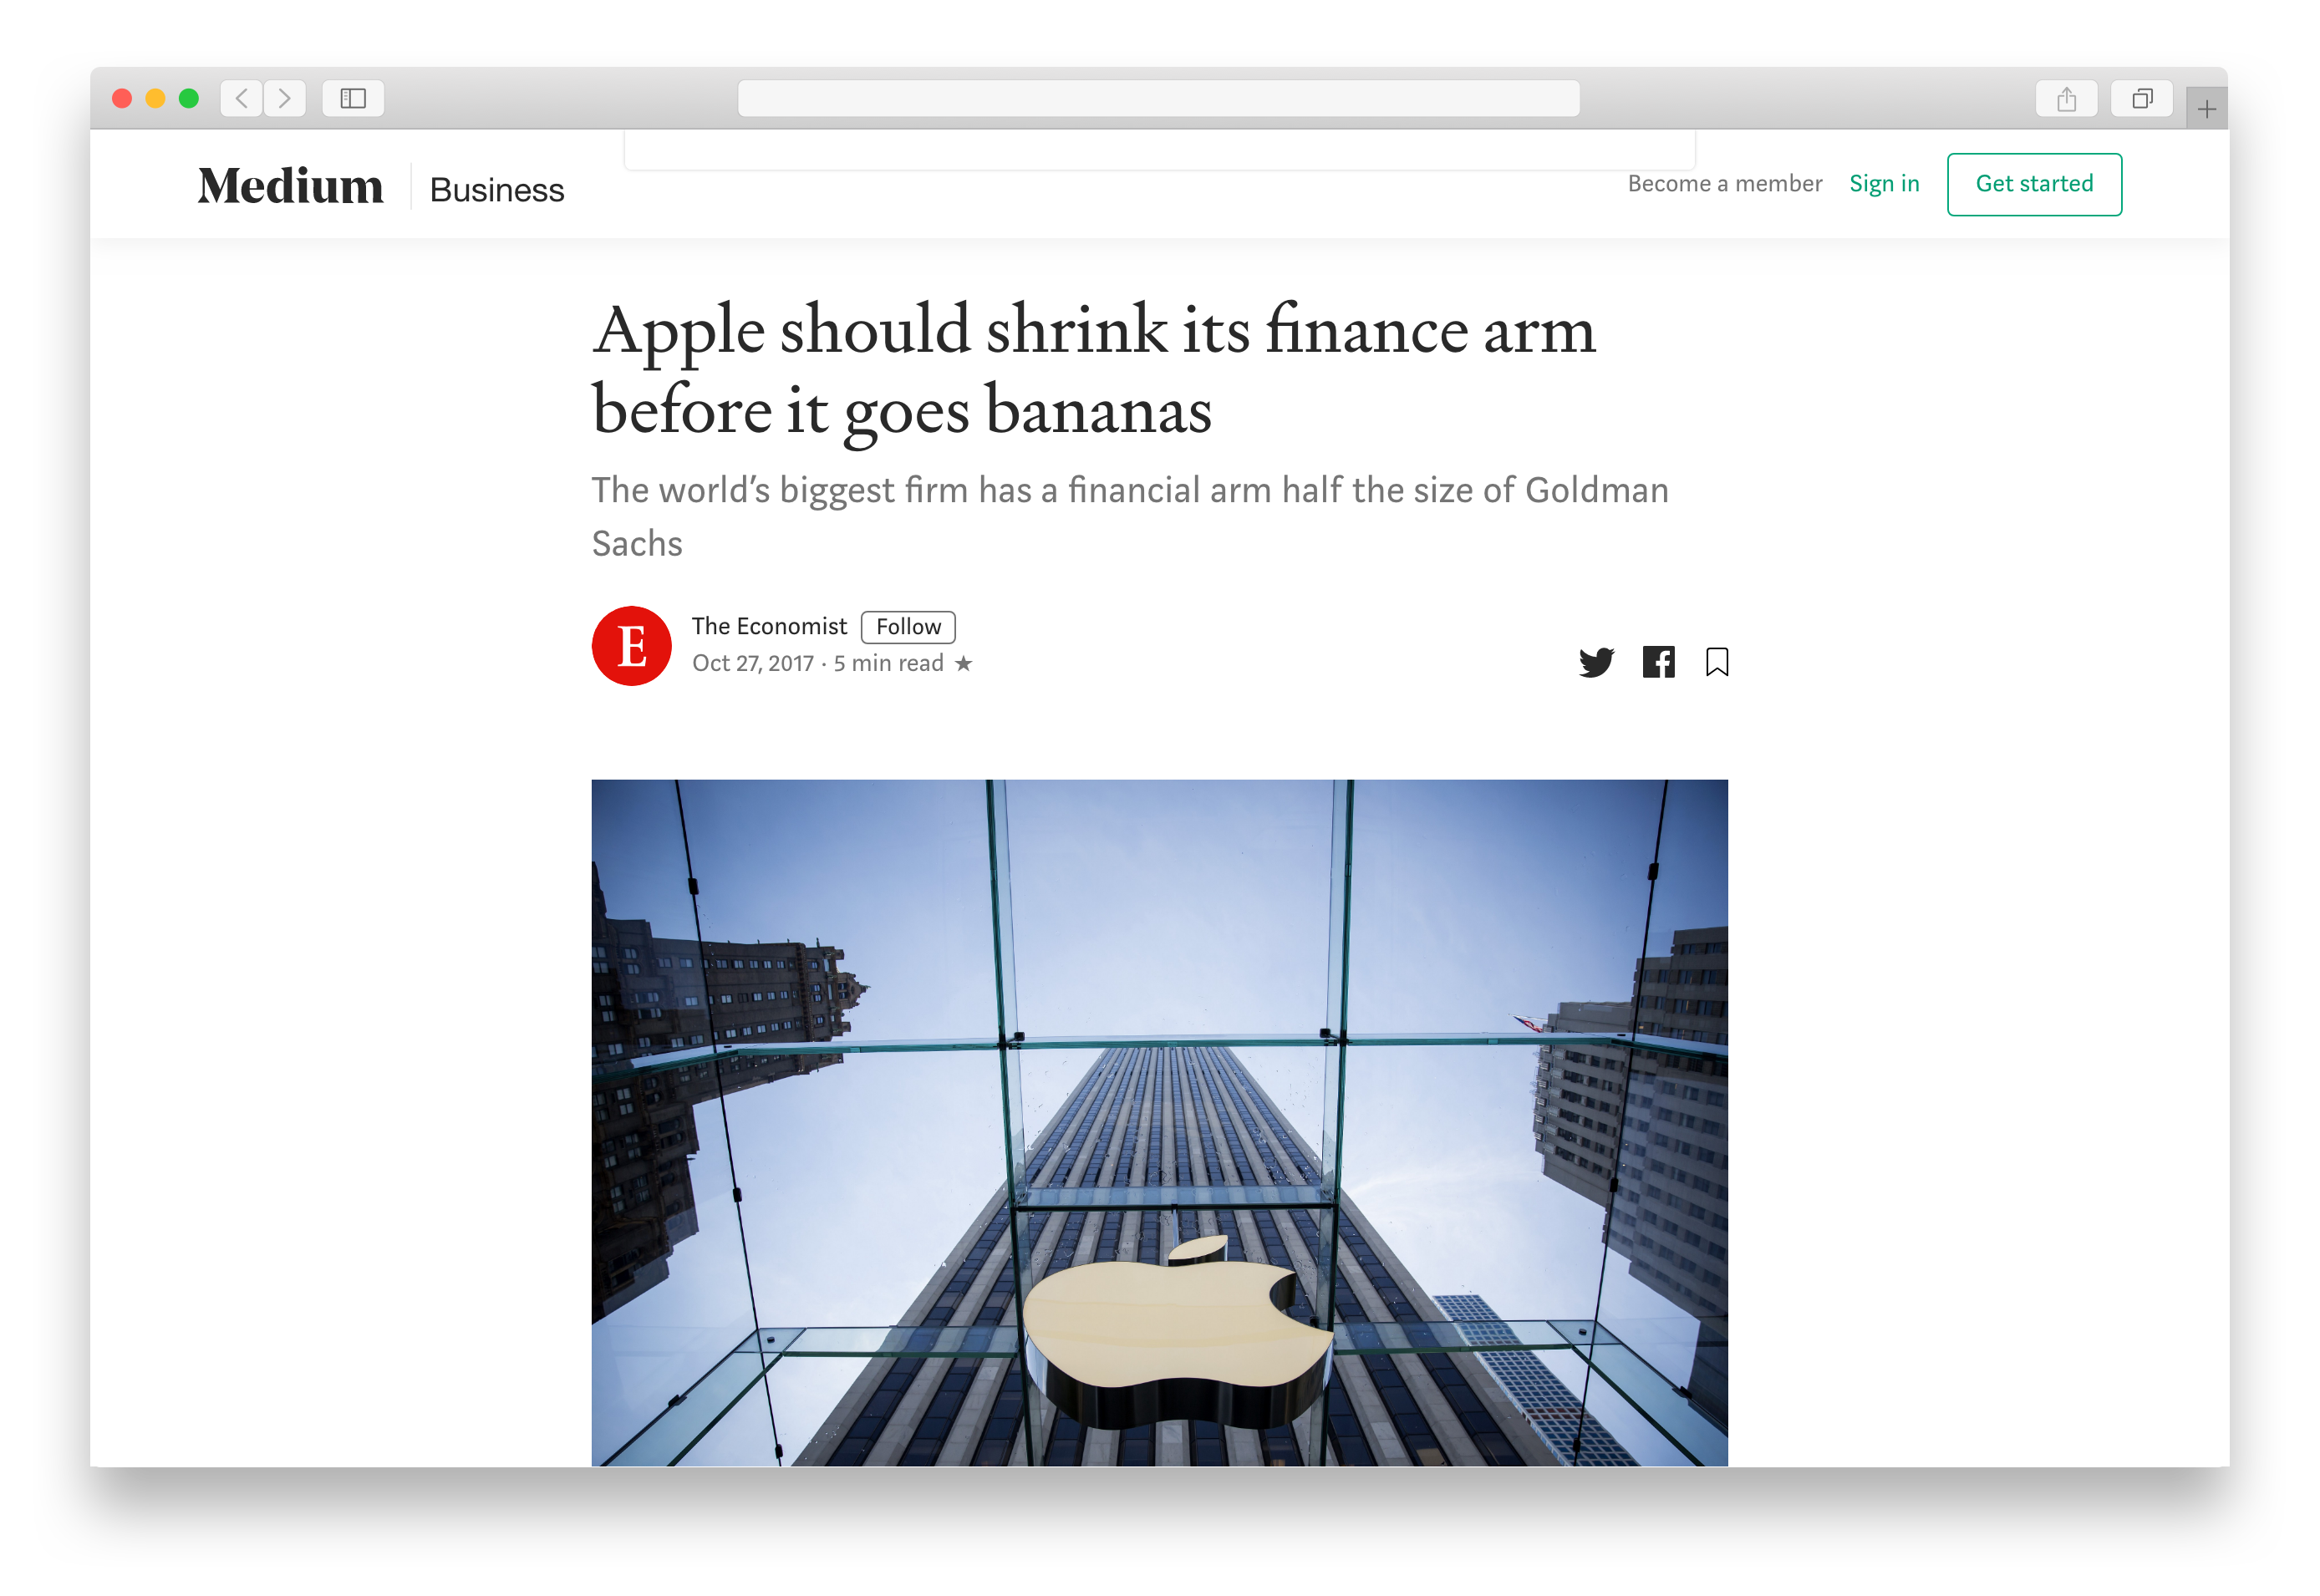 Medium
Business
Become a member
Sign in
Get started
Apple should shrink its finance arm
before it goes bananas
The world’s biggest firm has a financial arm half the size of Goldman
Sachs
E
The Economist
Follow
Oct 27, 2017 · 5 min read ★